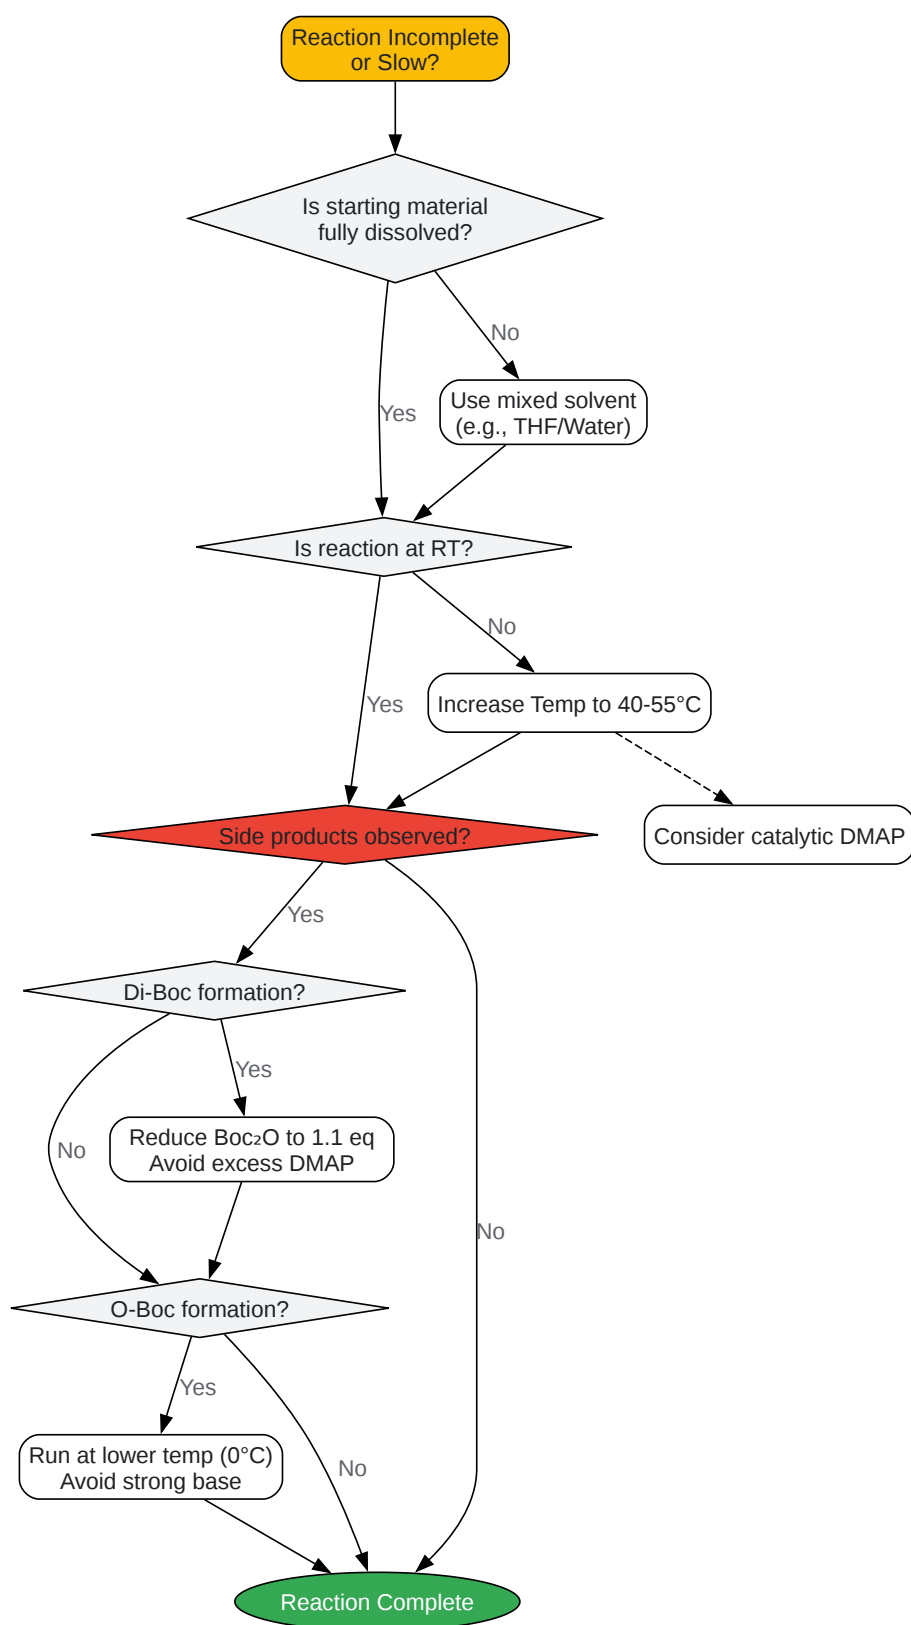 Reaction Incomplete
or Slow?
Is starting material
fully dissolved?
No
Use mixed solvent
(e.g., THF/Water)
Yes
Is reaction at RT?
No
Yes
Increase Temp to 40-55°C
Side products observed?
Consider catalytic DMAP
Yes
Di-Boc formation?
Yes
No
Reduce Boc₂O to 1.1 eq
Avoid excess DMAP
No
O-Boc formation?
Yes
No
Run at lower temp (0°C)
Avoid strong base
Reaction Complete